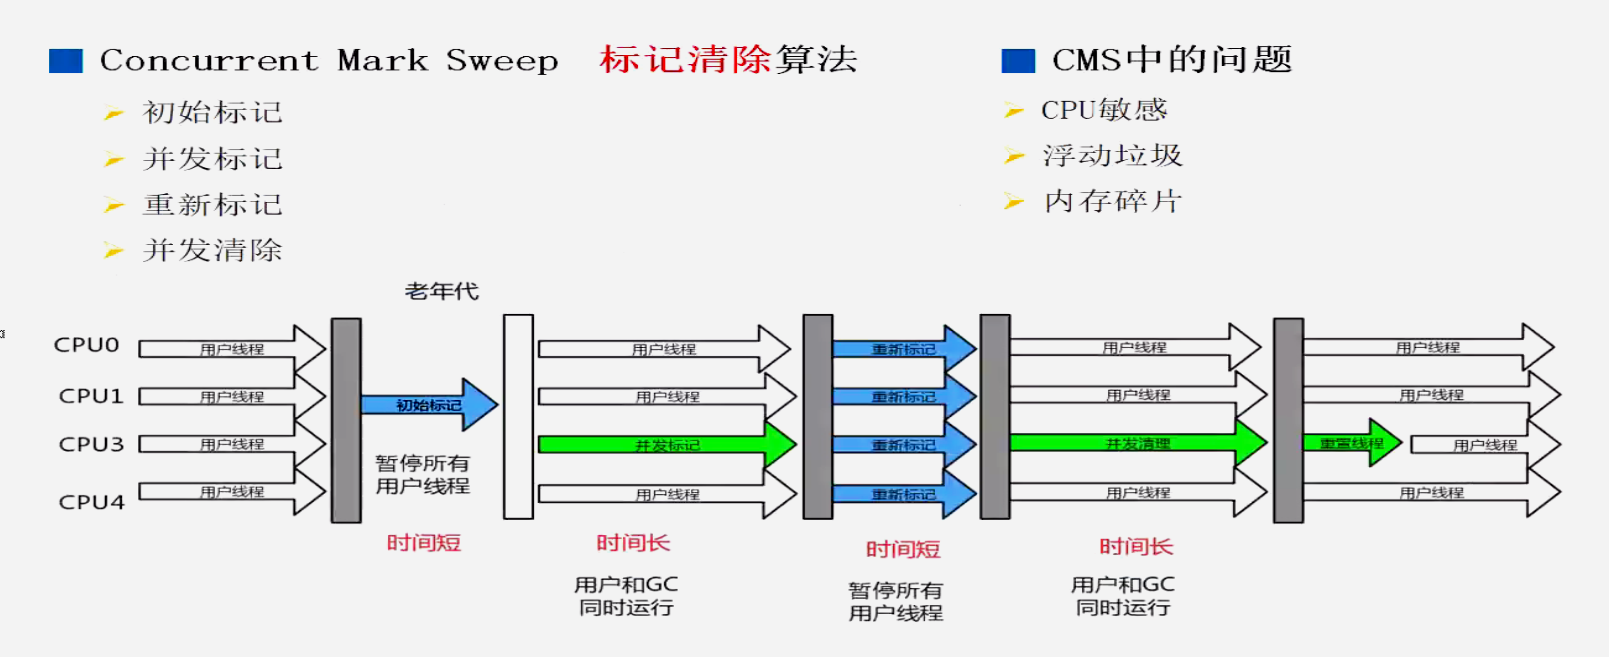 Concurrent Mark Sweep 标记清除算法
初始标记
并发标记
重新标记
并发清除
CMS中的问题
CPU敏感
浮动垃圾
内存碎片
老年代
CPU0 用户线程 用户线程 重新标记 用户线程 用户线程
CPU1 用户线程 初始标记 用户线程 重新标记 用户线程 用户线程
CPU3 用户线程 并发标记 重新标记 并发清理 重置线程 用户线程
CPU4 用户线程 用户线程 重新标记 用户线程 用户线程
暂停所有
用户线程
时间短
时间长
用户和GC
同时运行
时间短
暂停所有
用户线程
时间长
用户和GC
同时运行